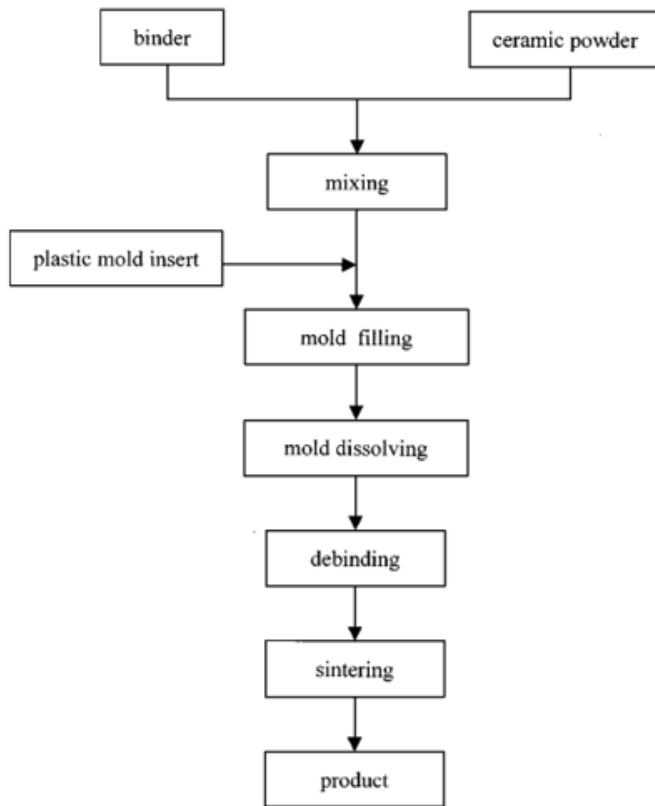 binder
ceramic powder
mixing
plastic mold insert
mold filling
mold dissolving
debinding
sintering
product